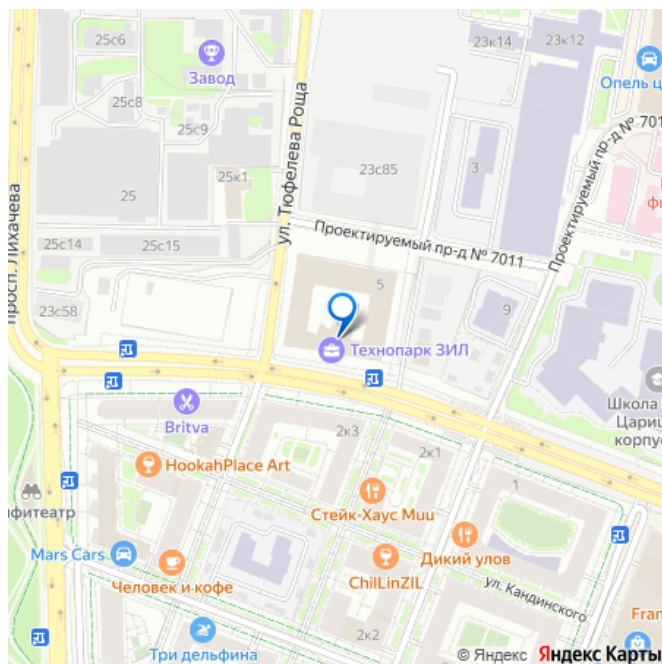 25с6
23к14
23к12
Завод
Опель ц
25с8
25с9
ул. Тюфелева Роща
23с85
3
Проектируемый пр-д № 701
25
25к1
фи
просп. Лихачева
25с14
25с15
Проектируемый пр-д № 7011
23с58
5
9
Технопарк ЗИЛ
Школа
Цариц
корпус
Britva
2к3
2к1
HookahPlace Art
1
нфитеатр
Стейк-Хаус Muu
Mars Cars
Дикий улов
Человек и кофе
ChillinZIL
ул. Кандинского
Fran
2к2
Три дельфина
© Яндекс Яндекс Карты